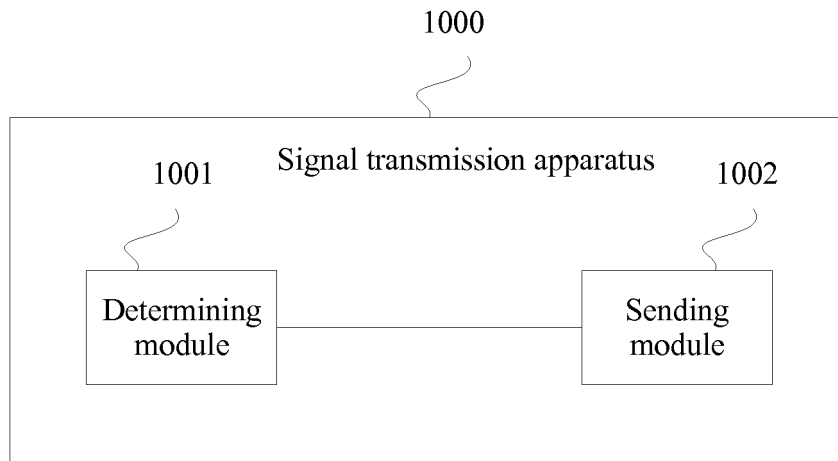 1000
Signal transmission apparatus
1001
1002
Determining
module
Sending
module